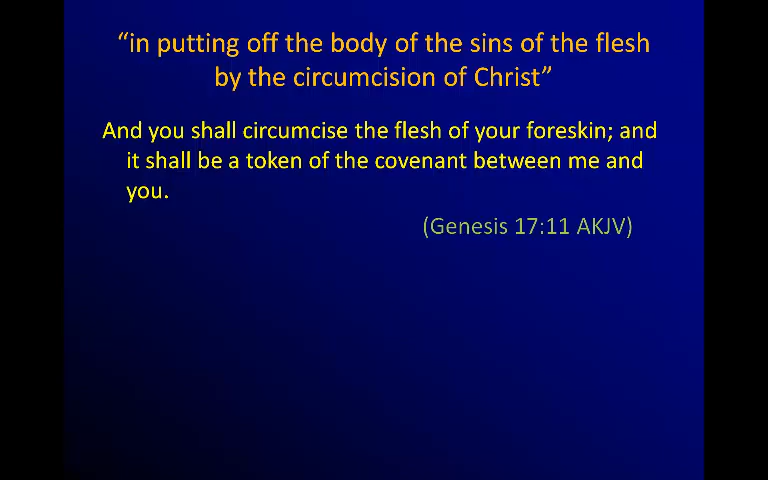 “in putting off the body of the sins of the flesh
by the circumcision of Christ”
And you shall circumcise the flesh of your foreskin; and
it shall be a token of the covenant between me and
you.
(Genesis 17:11 AKJV)